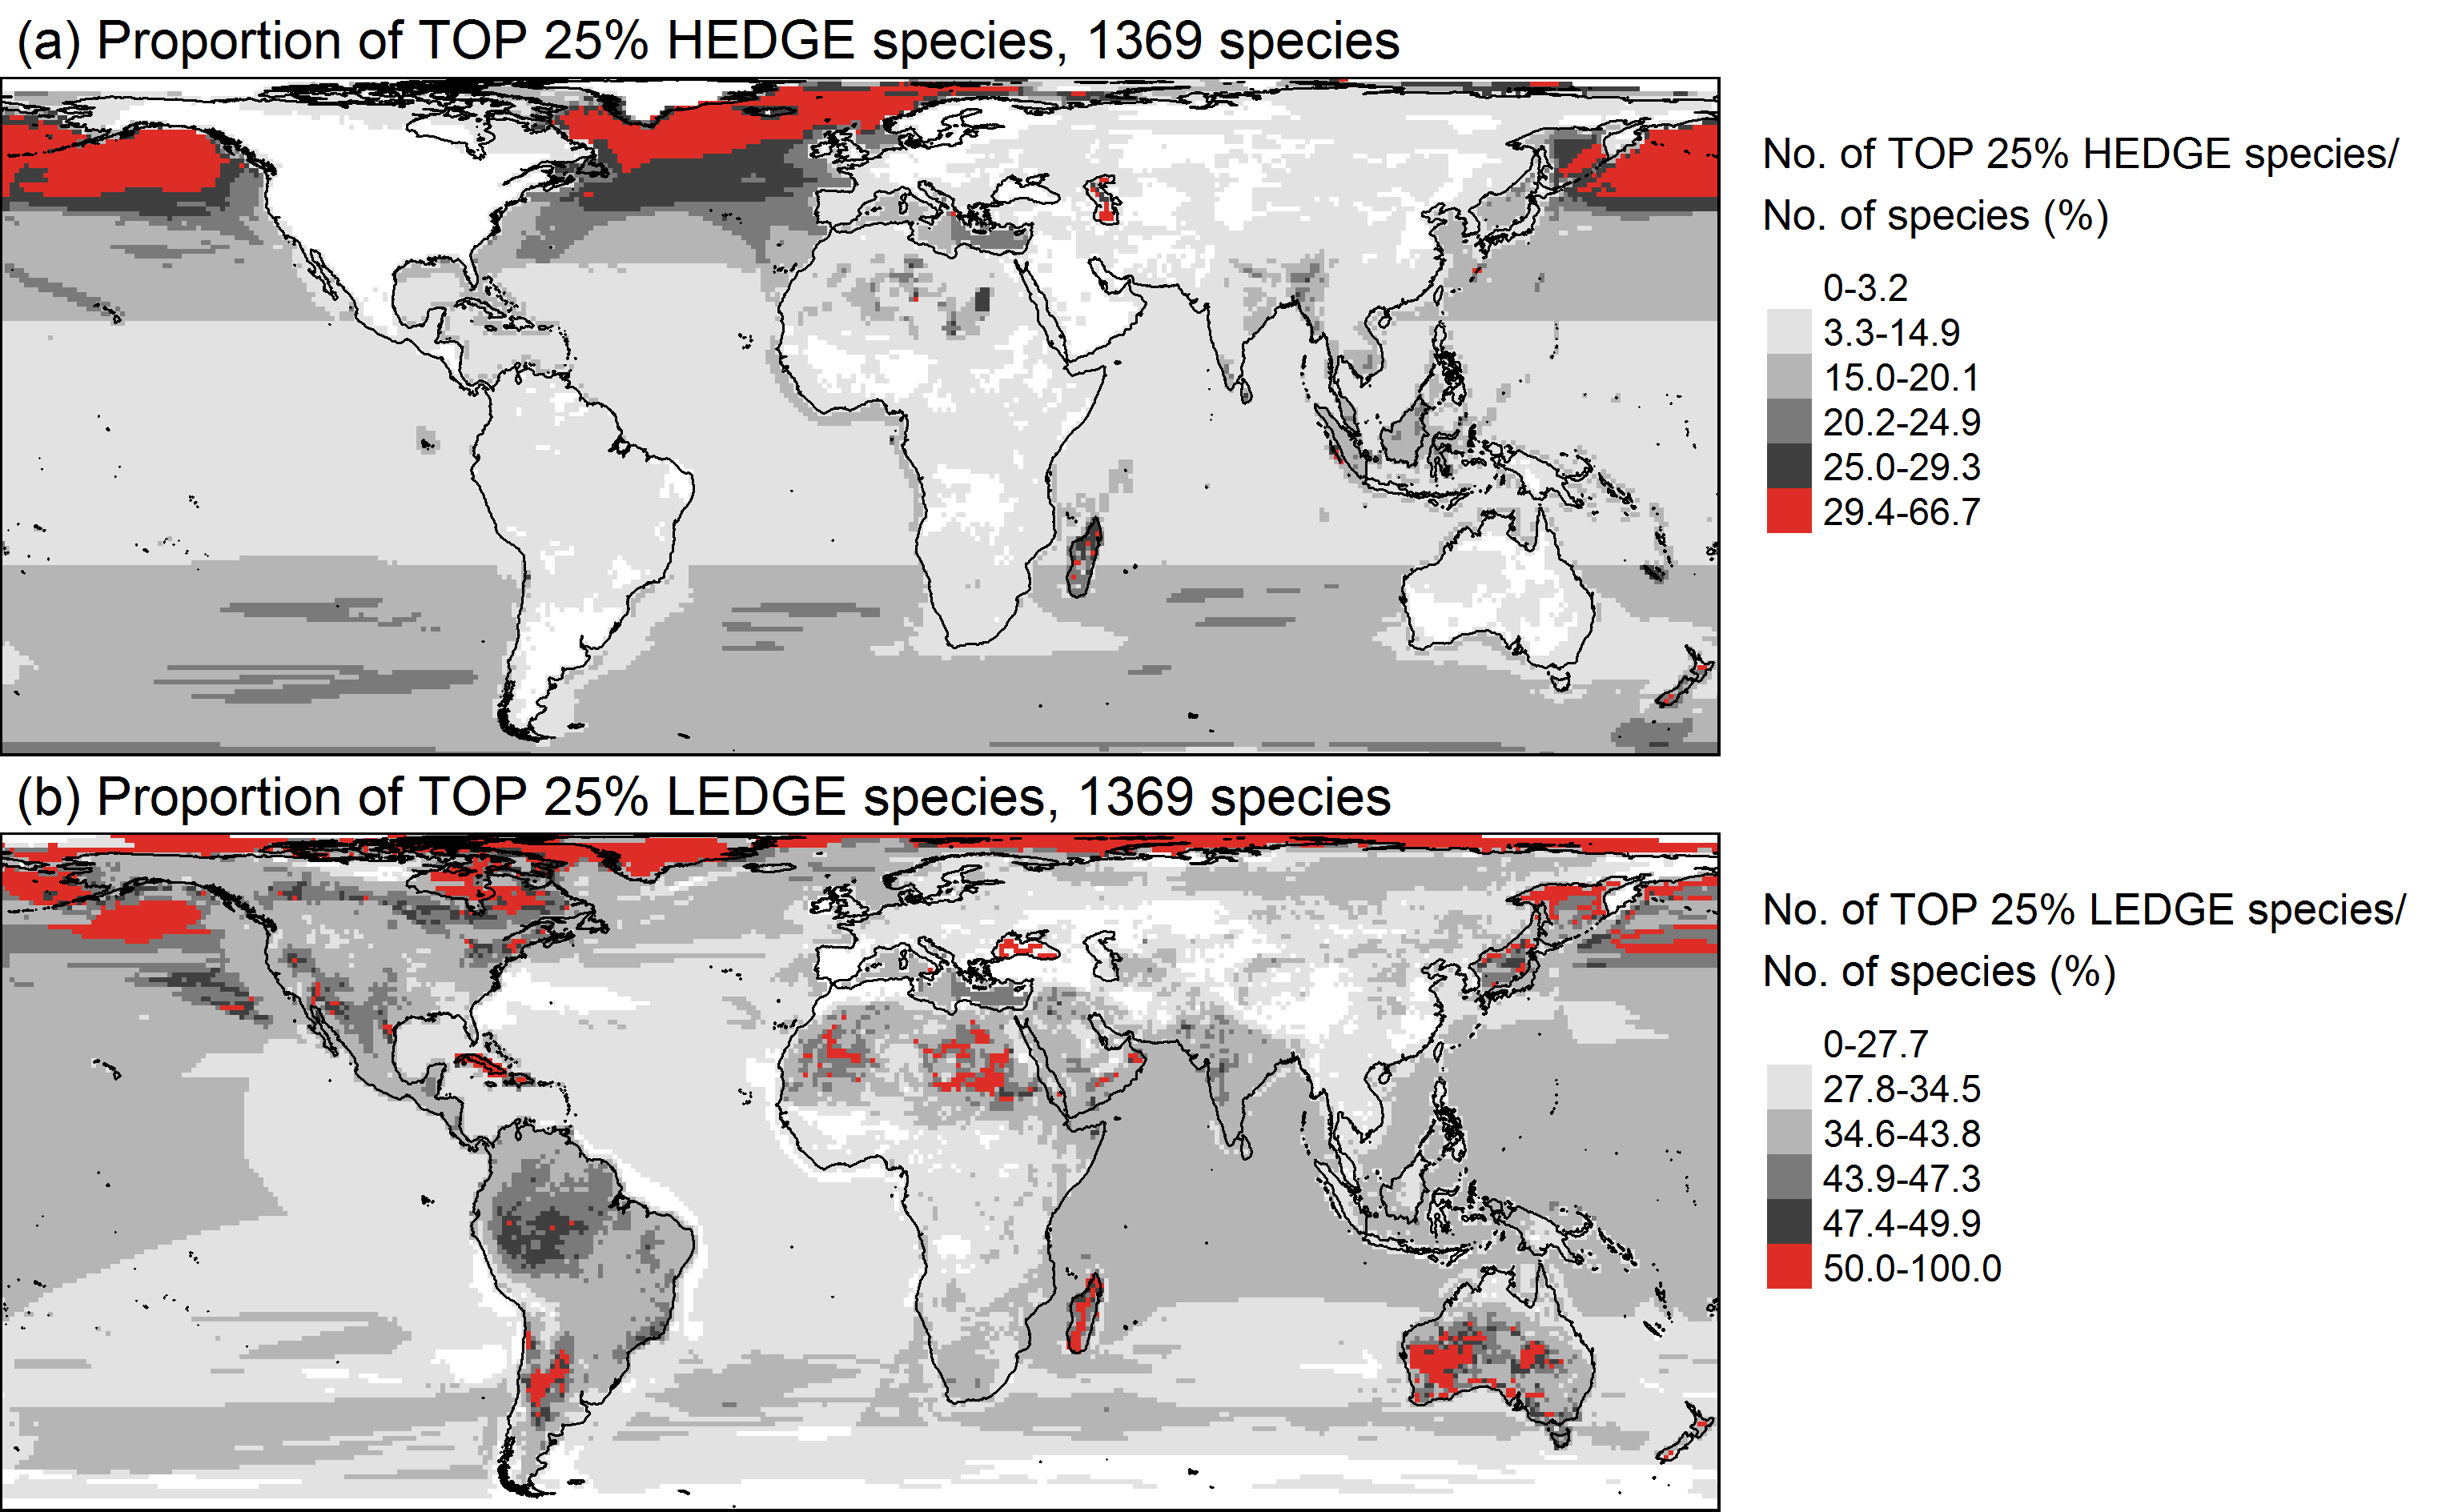 (a) Proportion of TOP 25% HEDGE species, 1369 species
No. of TOP 25% HEDGE species/
No. of species (%)
0-3.2
3.3-14.9
15.0-20.1
20.2-24.9
25.0-29.3
29.4-66.7
(b) Proportion of TOP 25% LEDGE species, 1369 species
No. of TOP 25% LEDGE species/
No. of species (%)
0-27.7
27.8-34.5
34.6-43.8
43.9-47.3
47.4-49.9
50.0-100.0